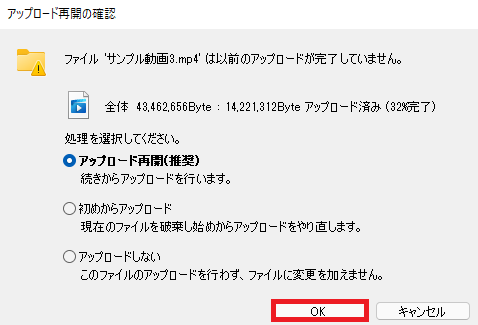 アップロード再開の確認
ファイル 'サンプル動画3.mp4' は以前のアップロードが完了していません。
全体 43,462,656Byte : 14,221,312Byte アップロード済み (32%完了)
処理を選択してください。
アップロード再開(推奨)
続きからアップロードを行います。
初めからアップロード
現在のファイルを破棄し始めからアップロードをやり直します。
アップロードしない
このファイルのアップロードを行わず、ファイルに変更を加えません。
OK キャンセル